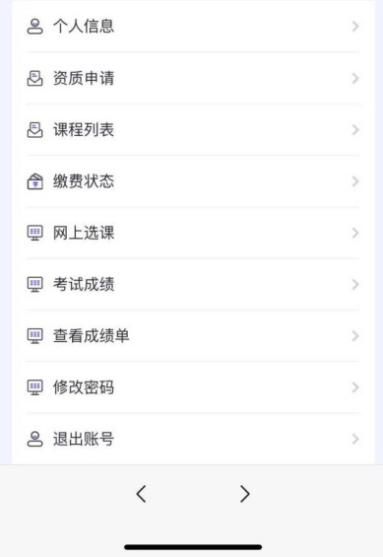 个人信息
资质申请
课程列表
缴费状态
网上选课
考试成绩
查看成绩单
修改密码
退出账号